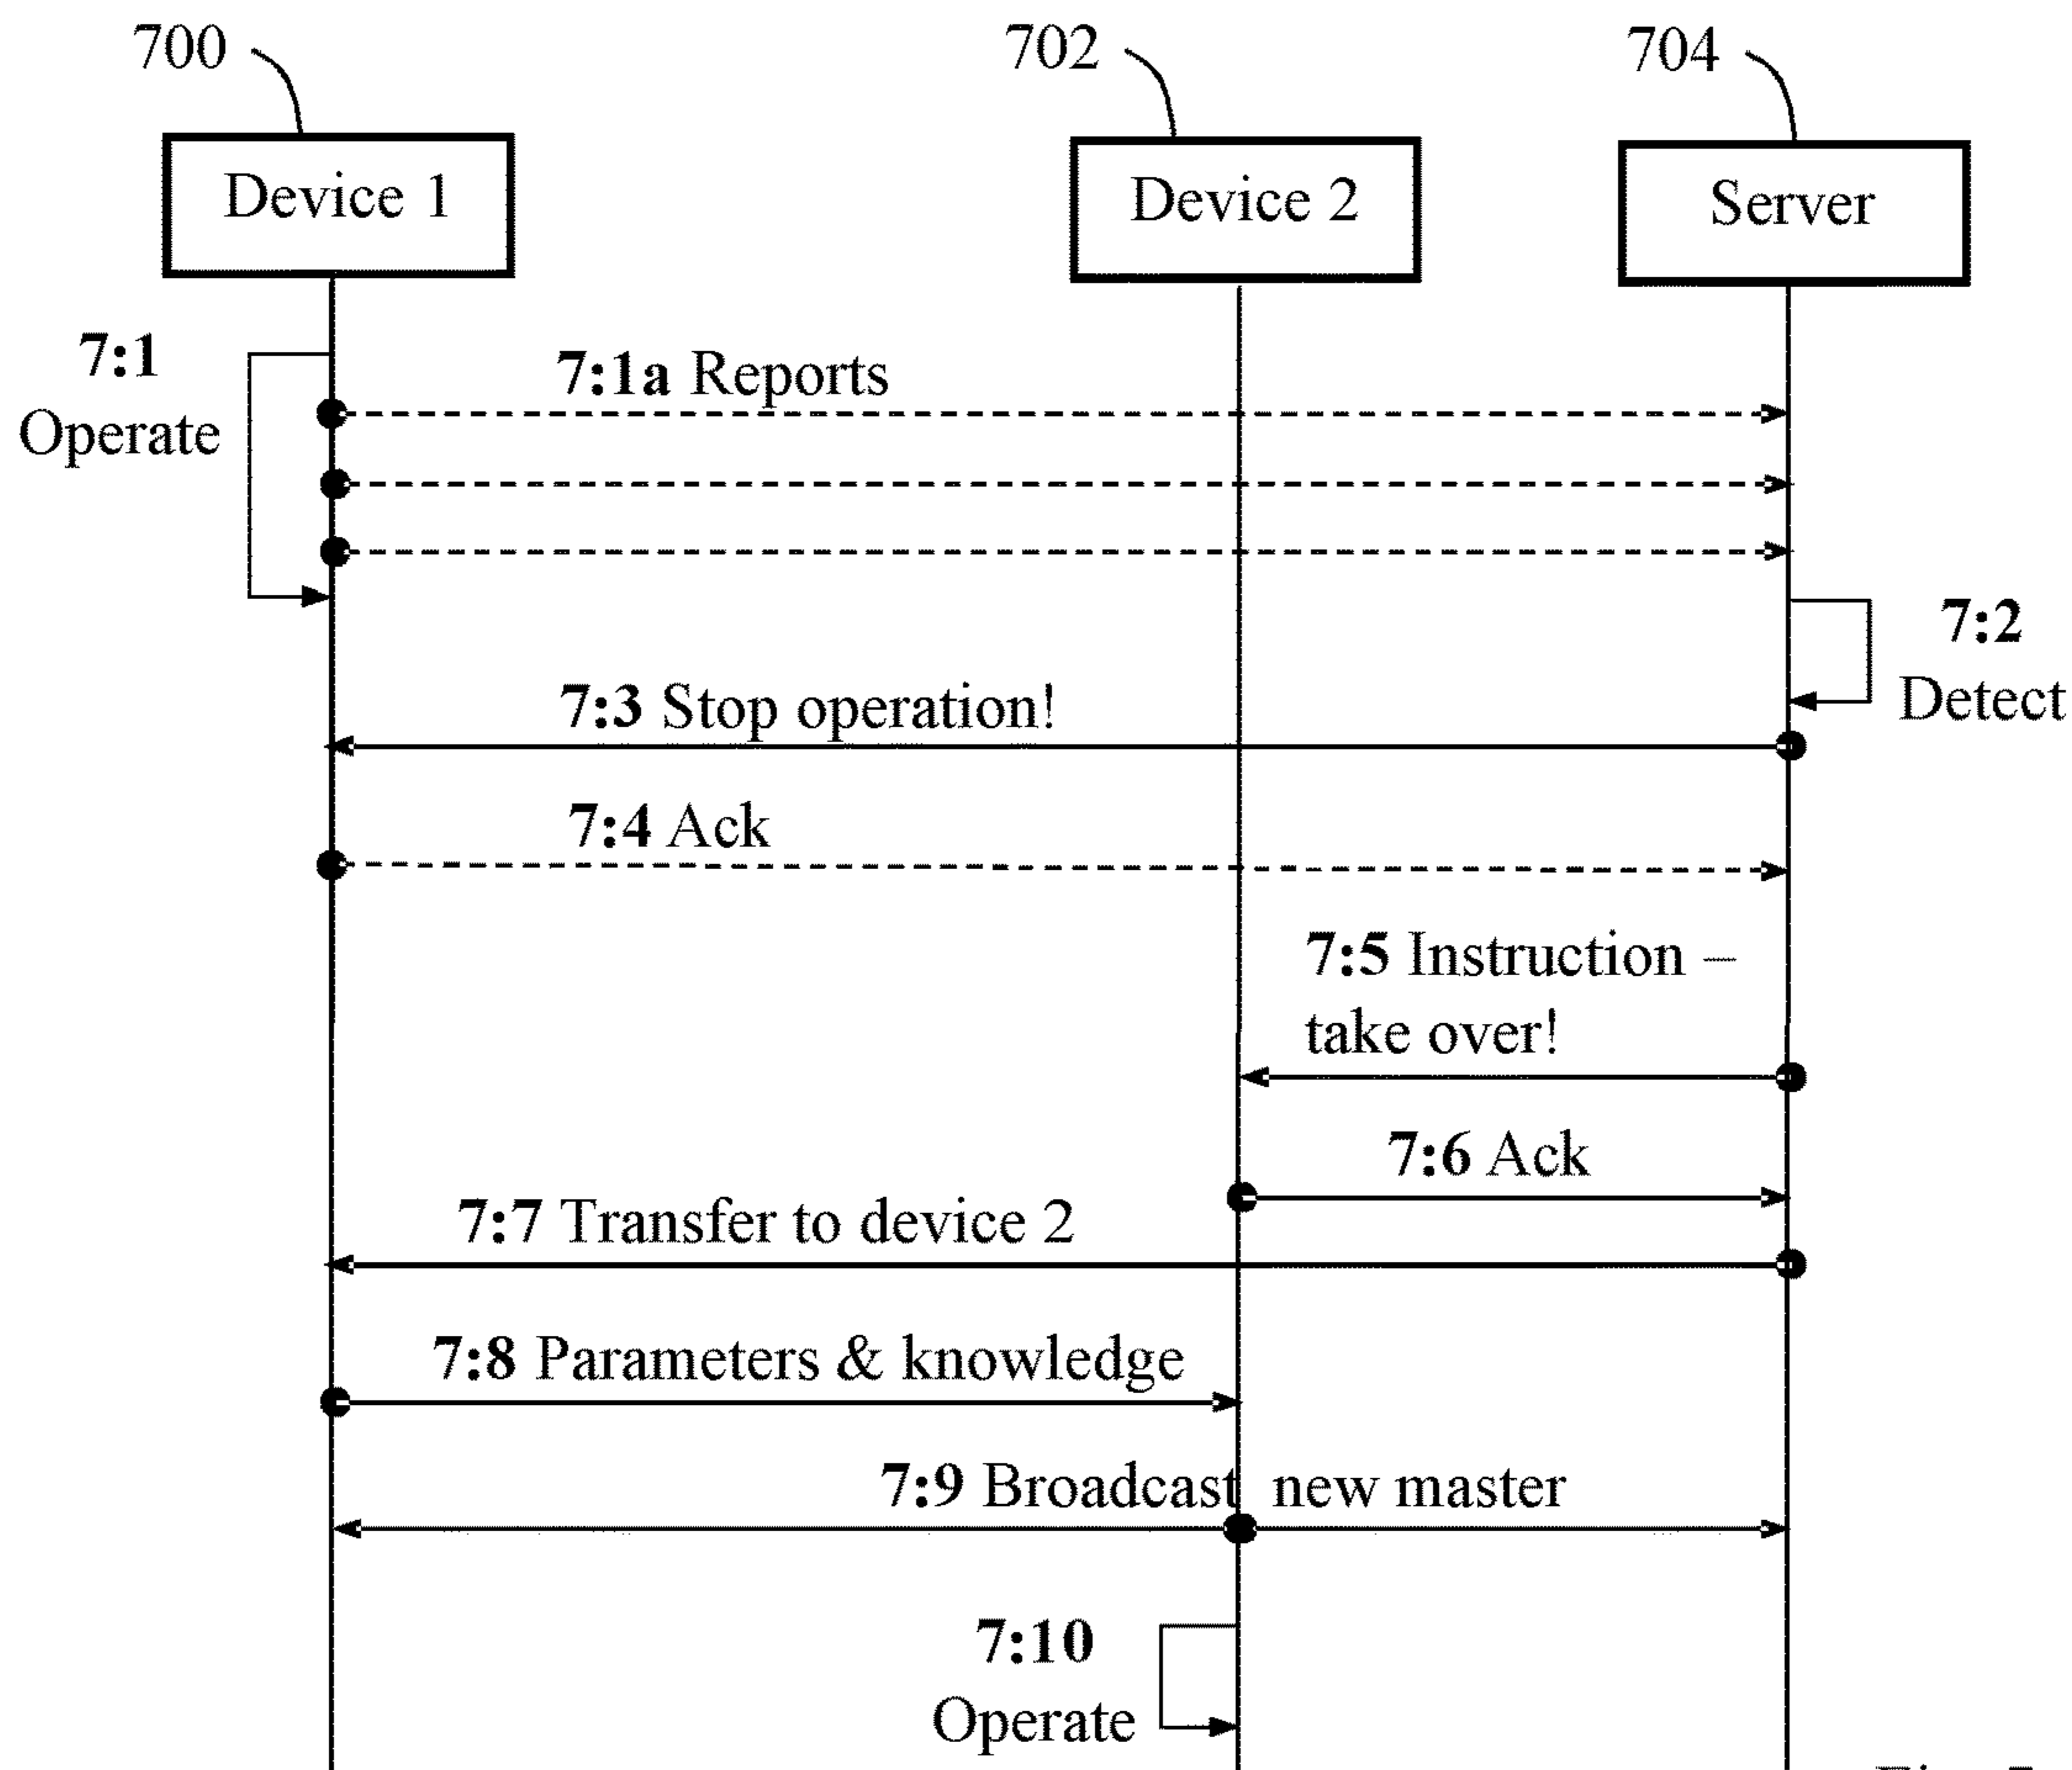 700
702
704
Device 1
Device 2
Server
7:1
Operate
7:1a Reports
7:2
Detect
7:3 Stop operation!
7:4 Ack
7:5 Instruction –
take over!
7:6 Ack
7:7 Transfer to device 2
7:8 Parameters & knowledge
7:9 Broadcast new master
7:10
Operate